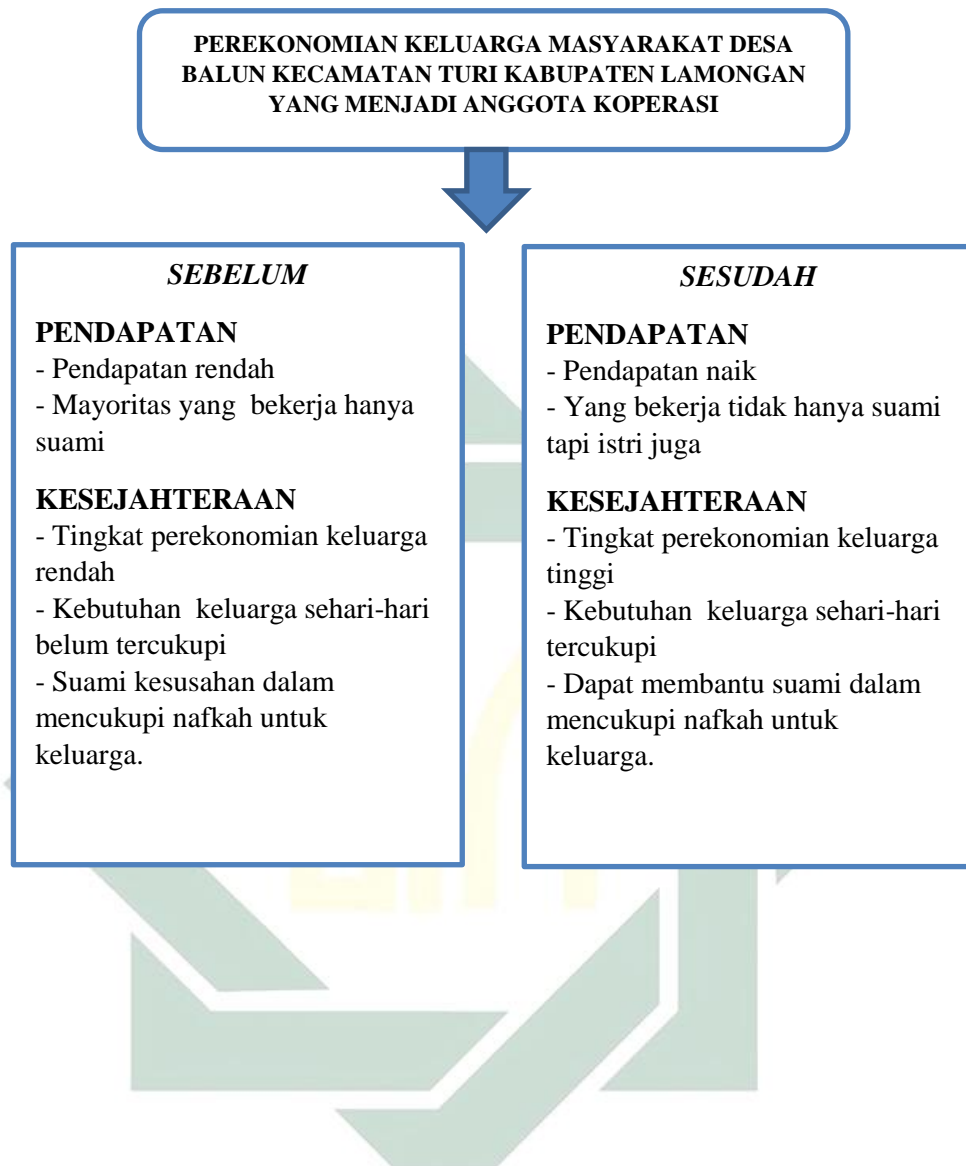 PEREKONOMIAN KELUARGA MASYARAKAT DESA
BALUN KECAMATAN TURI KABUPATEN LAMONGAN
YANG MENJADI ANGGOTA KOPERASI
SEBELUM
PENDAPATAN
- Pendapatan rendah
- Mayoritas yang bekerja hanya
suami
KESEJAHTERAAN
- Tingkat perekonomian keluarga
rendah
- Kebutuhan keluarga sehari-hari
belum tercukupi
- Suami kesusahan dalam
mencukupi nafkah untuk
keluarga.
SESUDAH
PENDAPATAN
- Pendapatan naik
- Yang bekerja tidak hanya suami
tapi istri juga
KESEJAHTERAAN
- Tingkat perekonomian keluarga
tinggi
- Kebutuhan keluarga sehari-hari
tercukupi
- Dapat membantu suami dalam
mencukupi nafkah untuk
keluarga.